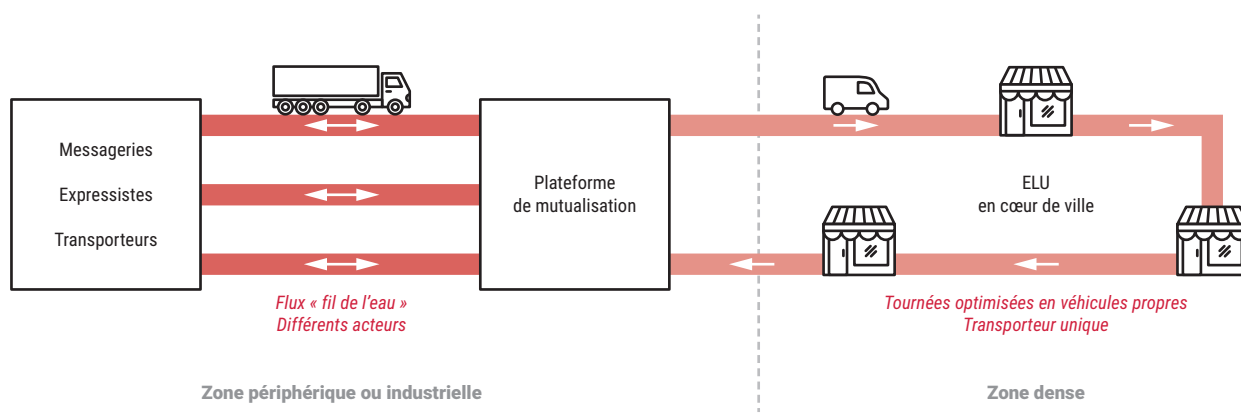 Messageries
Expressistes
Transporteurs
Plateforme
de mutualisation
ELU
en cœur de ville
Flux « fil de l’eau »
Différents acteurs
Tournées optimisées en véhicules propres
Transporteur unique
Zone périphérique ou industrielle
Zone dense